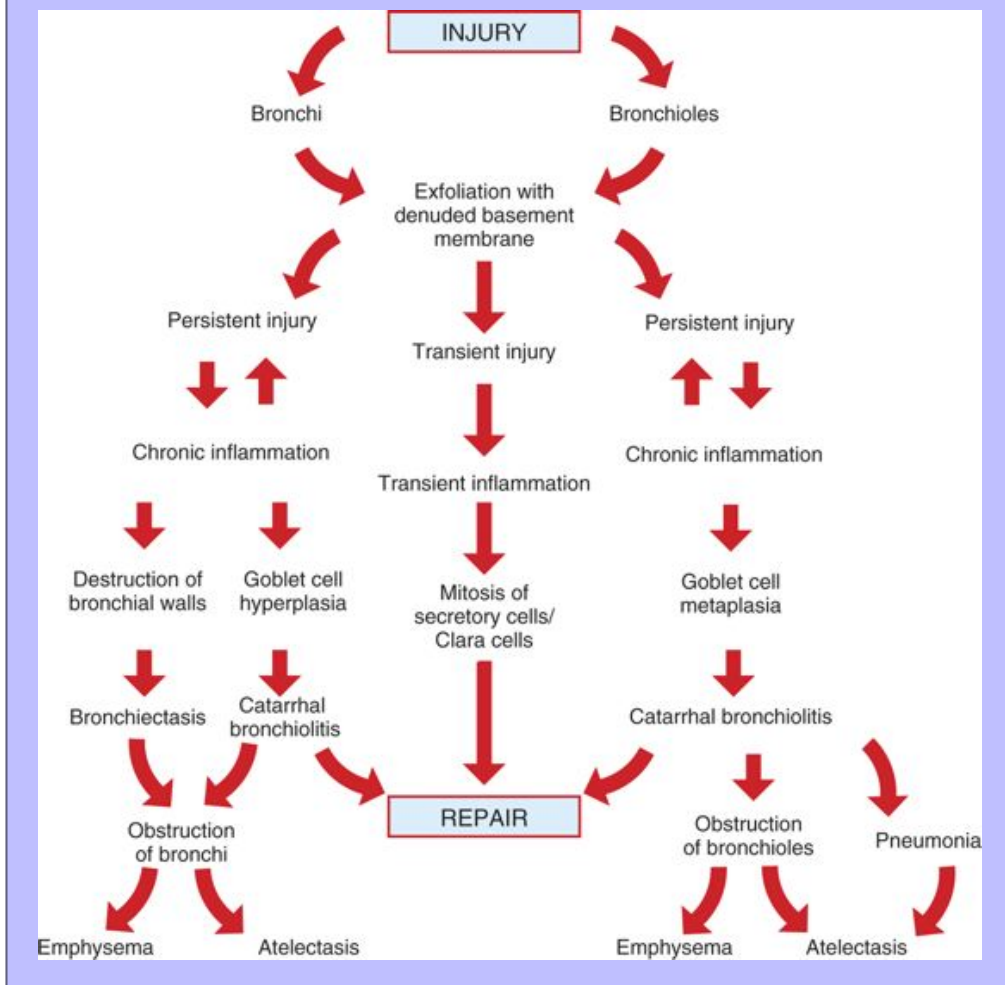 INJURY
Bronchi
Bronchioles
Exfoliation with
denuded basement
membrane
Persistent injury
Transient injury
Persistent injury
Chronic inflammation
Transient inflammation
Chronic inflammation
Destruction of
bronchial walls
Goblet cell
hyperplasia
Mitosis of
secretory cells/
Clara cells
Goblet cell
metaplasia
Bronchiectasis
Catarrhal
bronchiolitis
Catarrhal bronchiolitis
REPAIR
Obstruction
of bronchi
Obstruction
of bronchioles
Pneumonia
Emphysema
Atelectasis
Emphysema
Atelectasis